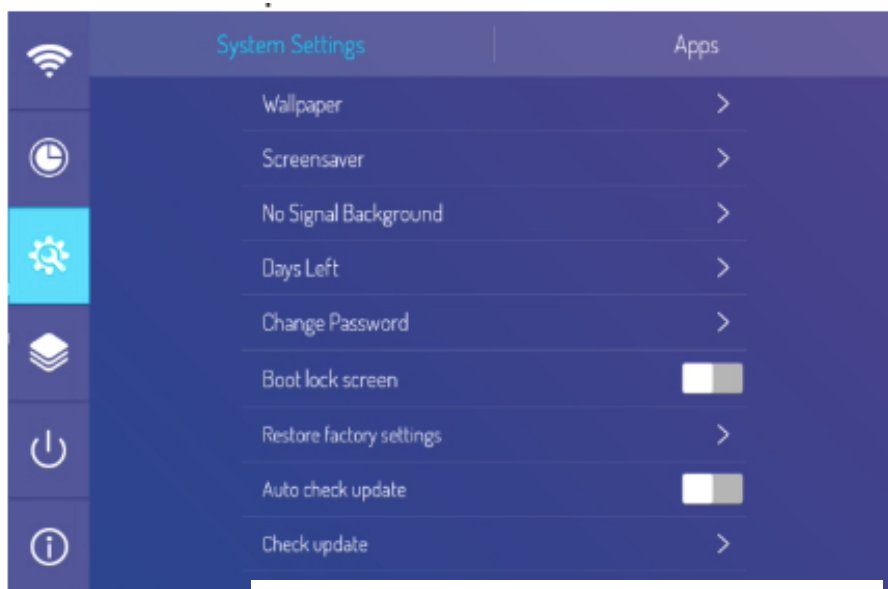 System Settings
Apps
Wallpaper
Screensaver
No Signal Background
Days Left
Change Password
Boot lock screen
Restore factory settings
Auto check update
Check update